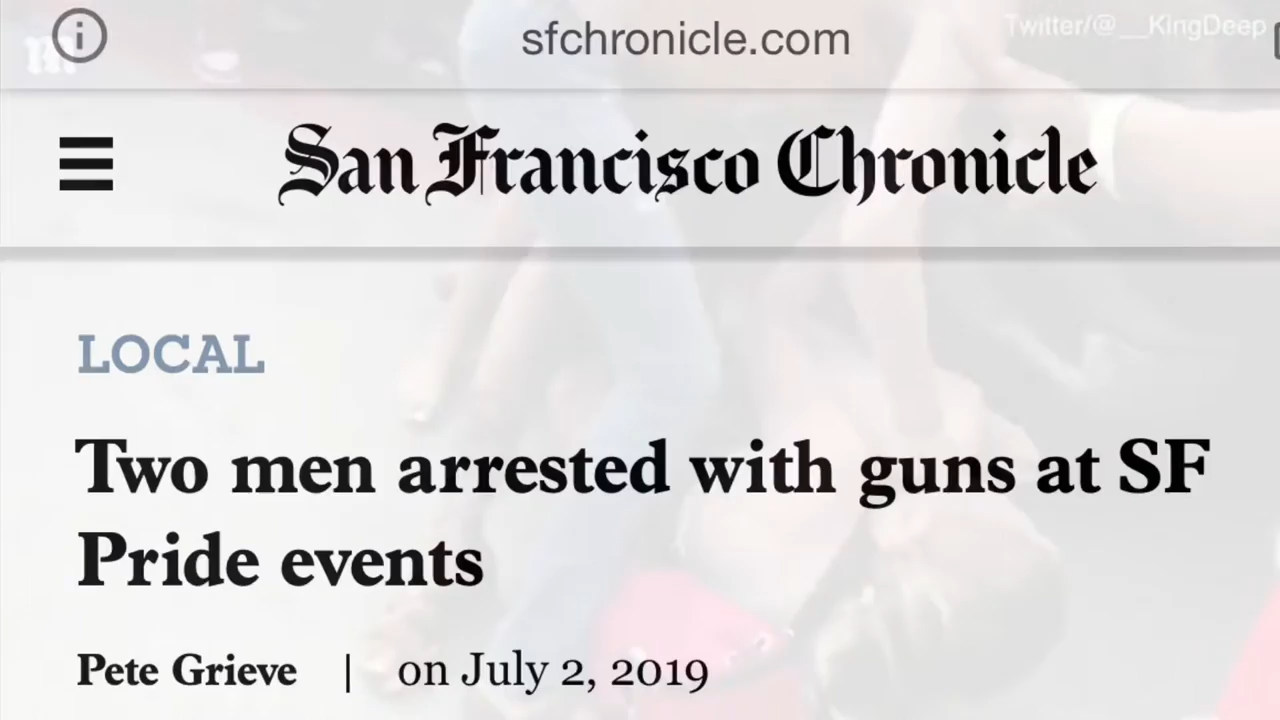 Twitter/@__KingDeep
sfchronicle.com
San Francisco Chronicle
LOCAL
Two men arrested with guns at SF
Pride events
Pete Grieve | on July 2, 2019